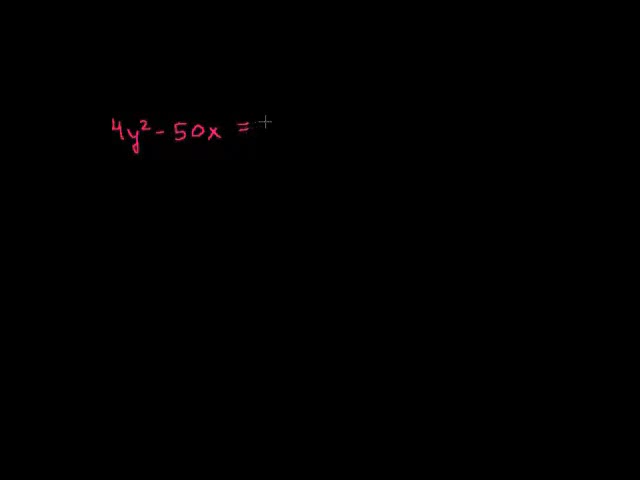 4y² - 50x =